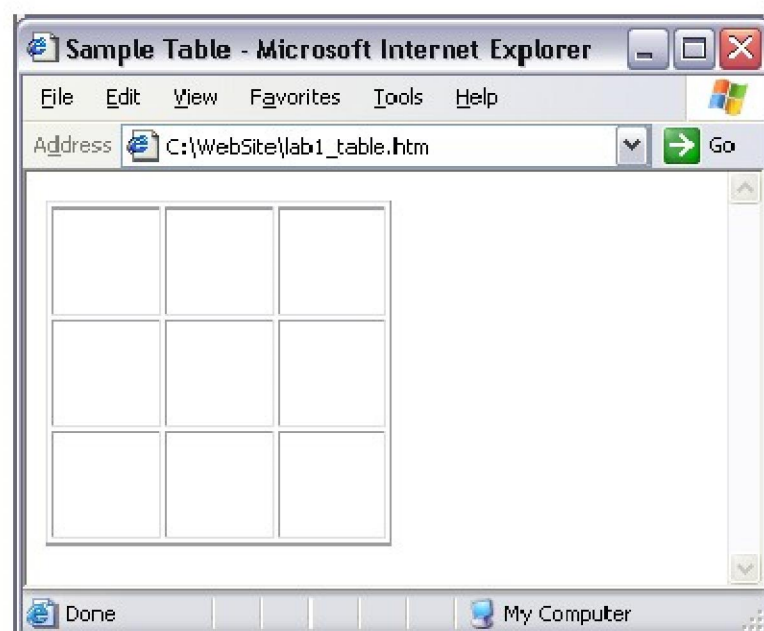 Sample Table - Microsoft Internet Explorer
File Edit View Favorites Tools Help
Address C:\WebSite\lab1_table.htm Go
Done My Computer